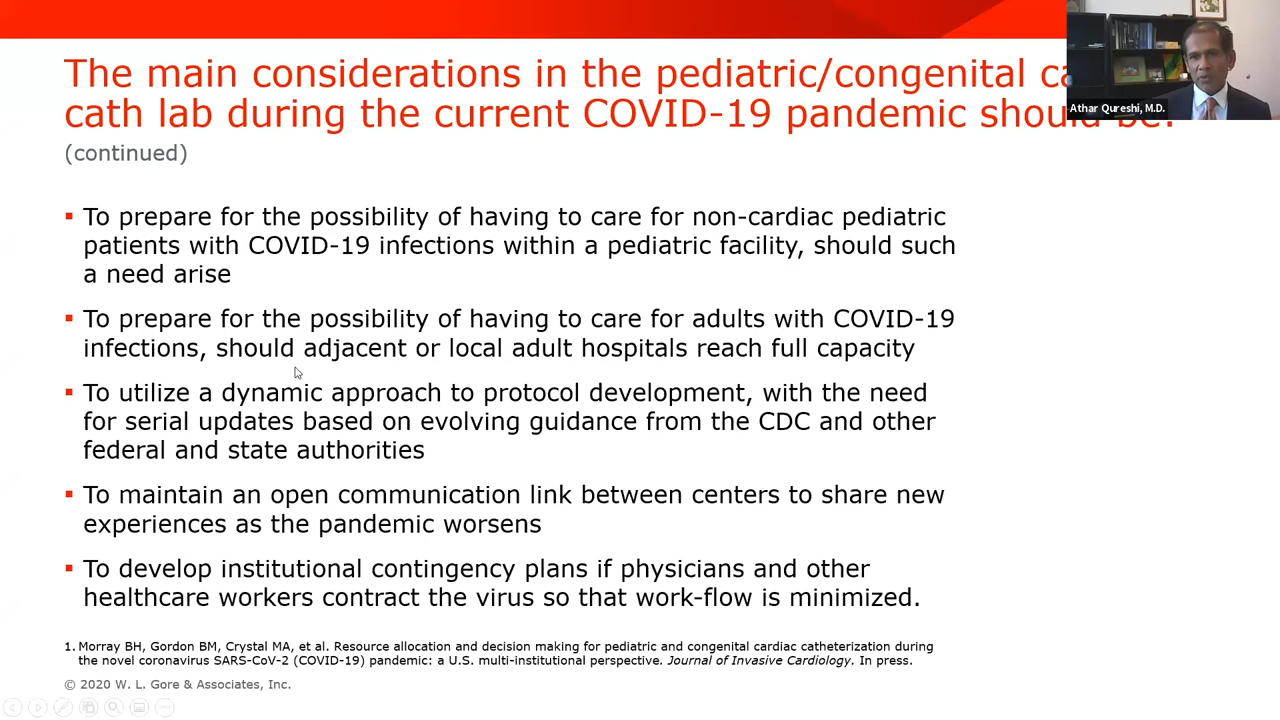 The main considerations in the pediatric/congenital
cath lab during the current COVID-19 pandemic should be:
(continued)
Athar Qureshi, M.D.
▪ To prepare for the possibility of having to care for non-cardiac pediatric
patients with COVID-19 infections within a pediatric facility, should such
a need arise
▪ To prepare for the possibility of having to care for adults with COVID-19
infections, should adjacent or local adult hospitals reach full capacity
▪ To utilize a dynamic approach to protocol development, with the need
for serial updates based on evolving guidance from the CDC and other
federal and state authorities
▪ To maintain an open communication link between centers to share new
experiences as the pandemic worsens
▪ To develop institutional contingency plans if physicians and other
healthcare workers contract the virus so that work-flow is minimized.
1. Morray BH, Gordon BM, Crystal MA, et al. Resource allocation and decision making for pediatric and congenital cardiac catheterization during
the novel coronavirus SARS-CoV-2 (COVID-19) pandemic: a U.S. multi-institutional perspective. Journal of Invasive Cardiology. In press.
© 2020 W. L. Gore & Associates, Inc.